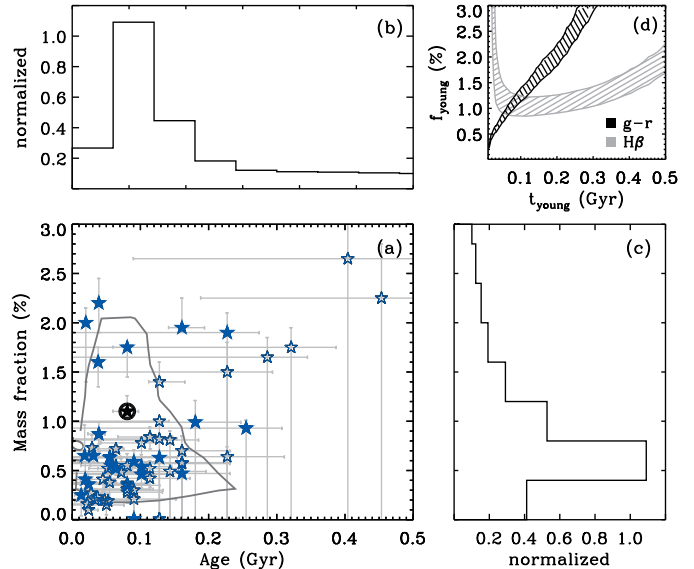 (b)
normalized
1.0
0.8
0.6
0.4
0.2
(d)
f_young (%)
3.0
2.5
2.0
1.5
1.0
0.5
g−r
Hβ
0.1 0.2 0.3 0.4 0.5
t_young (Gyr)
(a)
Mass fraction (%)
3.0
2.5
2.0
1.5
1.0
0.5
0.0
0.0 0.1 0.2 0.3 0.4 0.5
Age (Gyr)
(c)
0.2 0.4 0.6 0.8 1.0
normalized